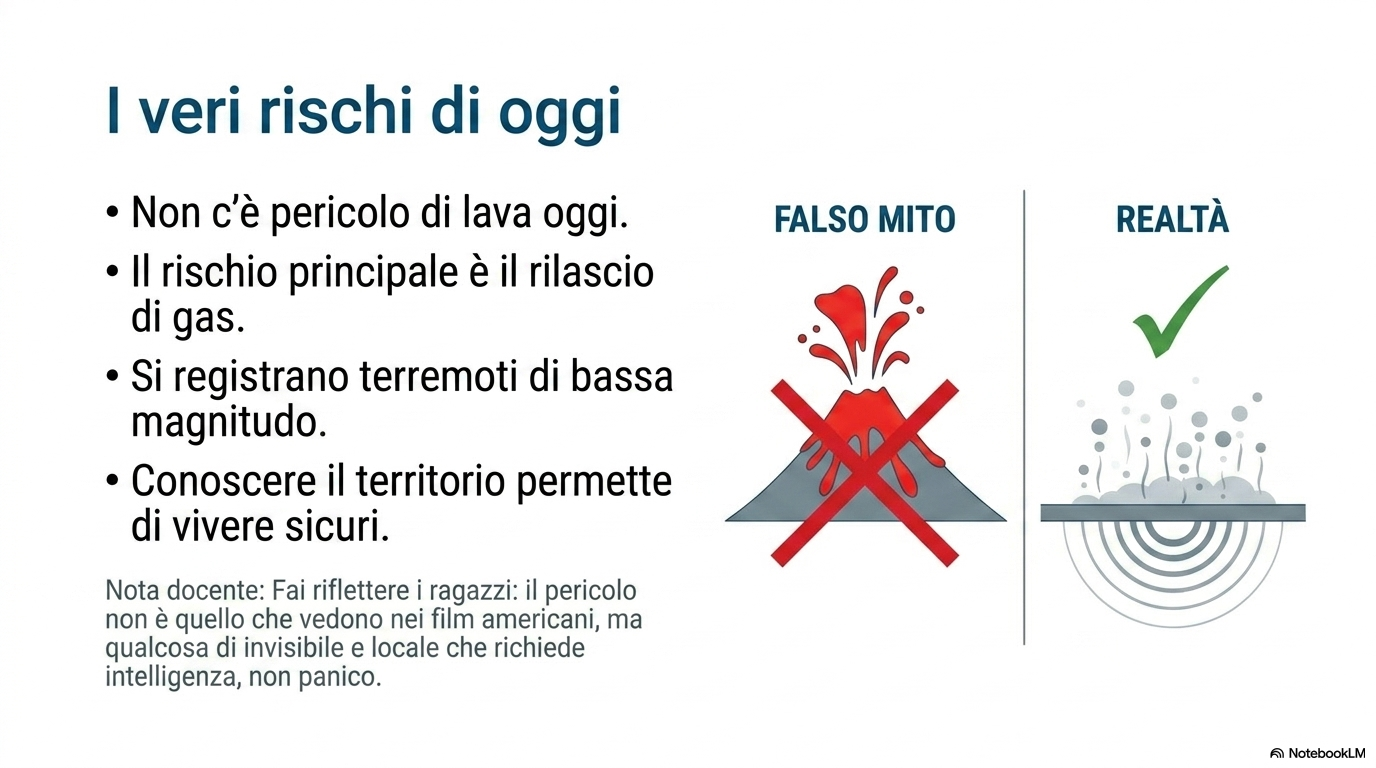 I veri rischi di oggi
• Non c’è pericolo di lava oggi.
• Il rischio principale è il rilascio
di gas.
• Si registrano terremoti di bassa
magnitudo.
• Conoscere il territorio permette
di vivere sicuri.
Nota docente: Fai riflettere i ragazzi: il pericolo
non è quello che vedono nei film americani, ma
qualcosa di invisibile e locale che richiede
intelligenza, non panico.
FALSO MITO
REALTÀ
NotebookLM